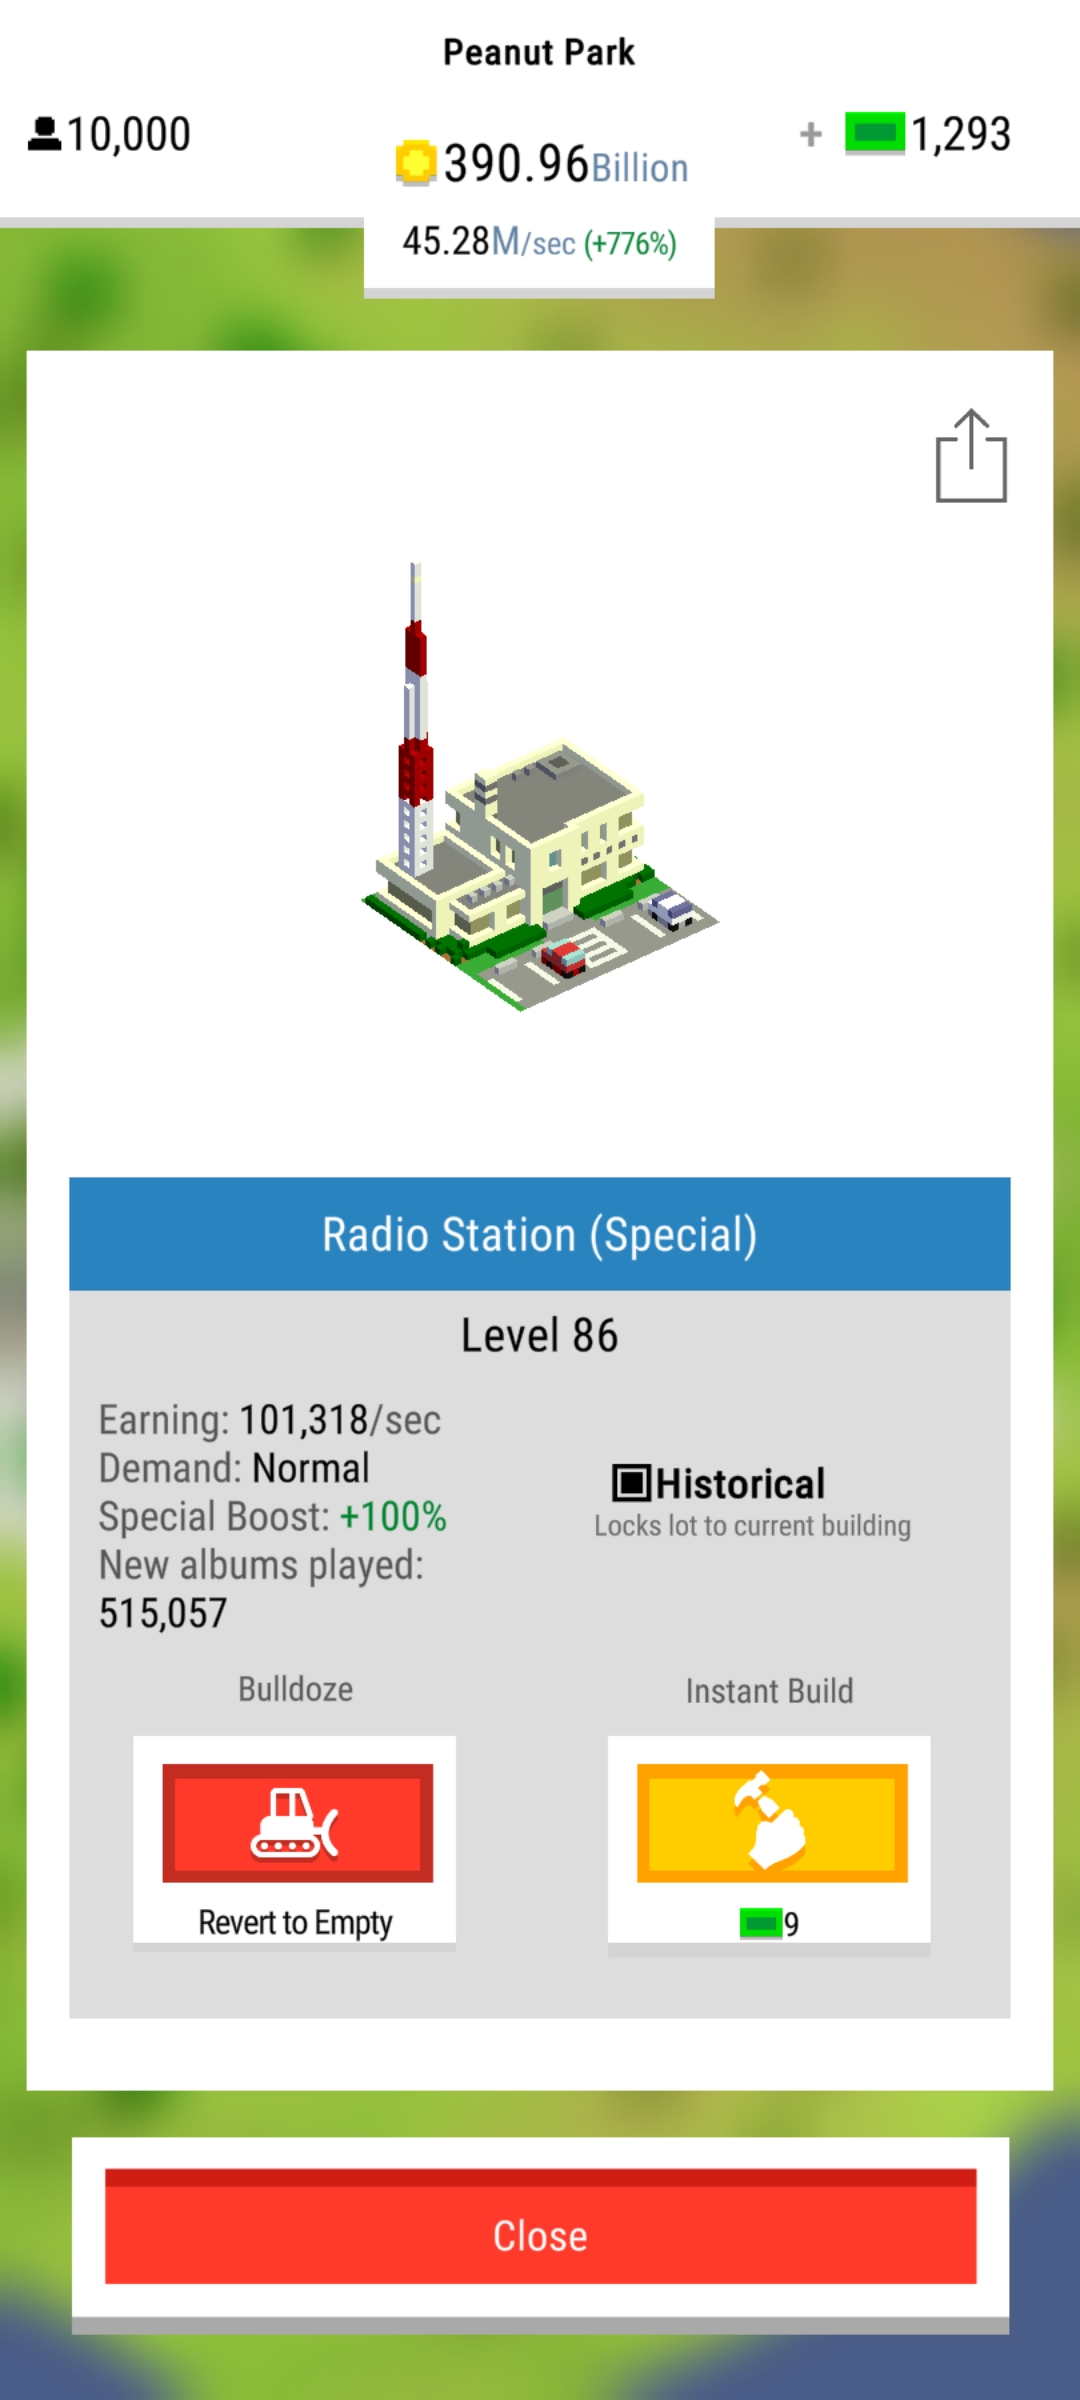 Peanut Park
10,000
390.96Billion
+ 1,293
45.28M/sec (+776%)
Radio Station (Special)
Level 86
Earning: 101,318/sec
Demand: Normal
Special Boost: +100%
New albums played:
515,057
Historical
Locks lot to current building
Bulldoze
Revert to Empty
Instant Build
9
Close